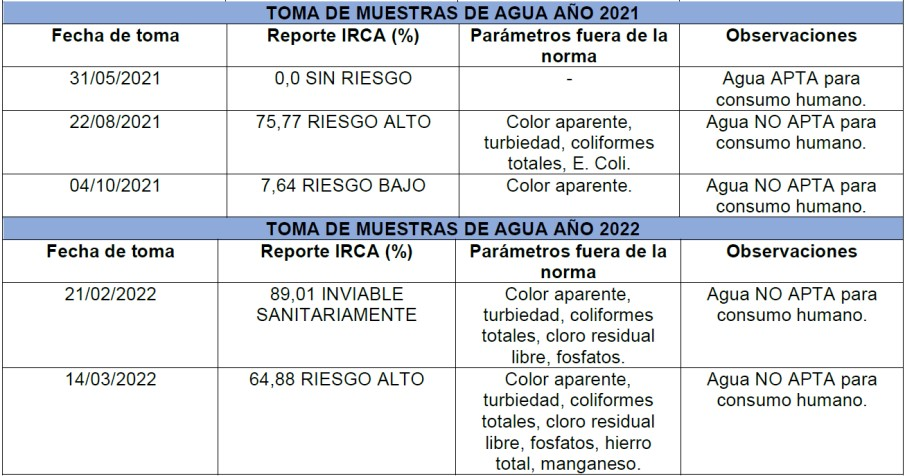 TOMA DE MUESTRAS DE AGUA AÑO 2021
Fecha de toma Reporte IRCA (%) Parámetros fuera de la norma Observaciones
31/05/2021 0,0 SIN RIESGO - Agua APTA para consumo humano.
22/08/2021 75,77 RIESGO ALTO Color aparente, turbiedad, coliformes totales, E. Coli. Agua NO APTA para consumo humano.
04/10/2021 7,64 RIESGO BAJO Color aparente. Agua NO APTA para consumo humano.
TOMA DE MUESTRAS DE AGUA AÑO 2022
Fecha de toma Reporte IRCA (%) Parámetros fuera de la norma Observaciones
21/02/2022 89,01 INVIABLE SANITARIAMENTE Color aparente, turbiedad, coliformes totales, cloro residual libre, fosfatos. Agua NO APTA para consumo humano.
14/03/2022 64,88 RIESGO ALTO Color aparente, turbiedad, coliformes totales, cloro residual libre, fosfatos, hierro total, manganeso. Agua NO APTA para consumo humano.